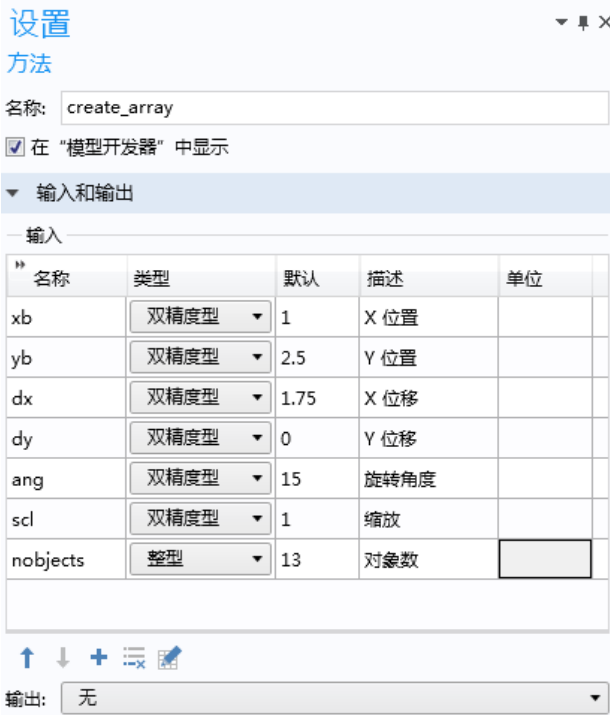 设置
方法
名称: create_array
在“模型开发器”中显示
输入和输出
输入
名称 类型 默认 描述 单位
xb 双精度型 1 X 位置
yb 双精度型 2.5 Y 位置
dx 双精度型 1.75 X 位移
dy 双精度型 0 Y 位移
ang 双精度型 15 旋转角度
scl 双精度型 1 缩放
nobjects 整型 13 对象数
输出: 无